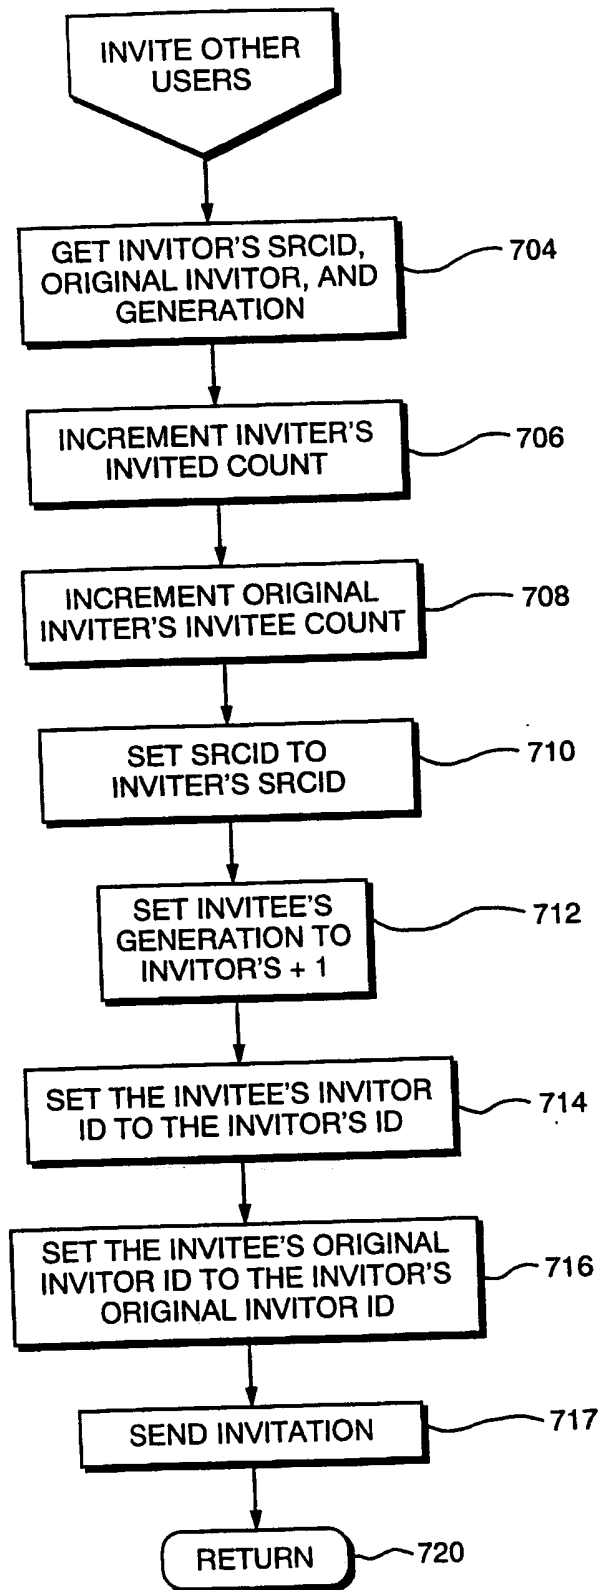 INVITE OTHER
USERS
GET INVITOR'S SRCID,
ORIGINAL INVITOR, AND
GENERATION
704
INCREMENT INVITER'S
INVITED COUNT
706
INCREMENT ORIGINAL
INVITER'S INVITEE COUNT
708
SET SRCID TO
INVITER'S SRCID
710
SET INVITEE'S
GENERATION TO
INVITOR'S + 1
712
SET THE INVITEE'S INVITOR
ID TO THE INVITOR'S ID
714
SET THE INVITEE'S ORIGINAL
INVITOR ID TO THE INVITOR'S
ORIGINAL INVITOR ID
716
SEND INVITATION
717
RETURN
720